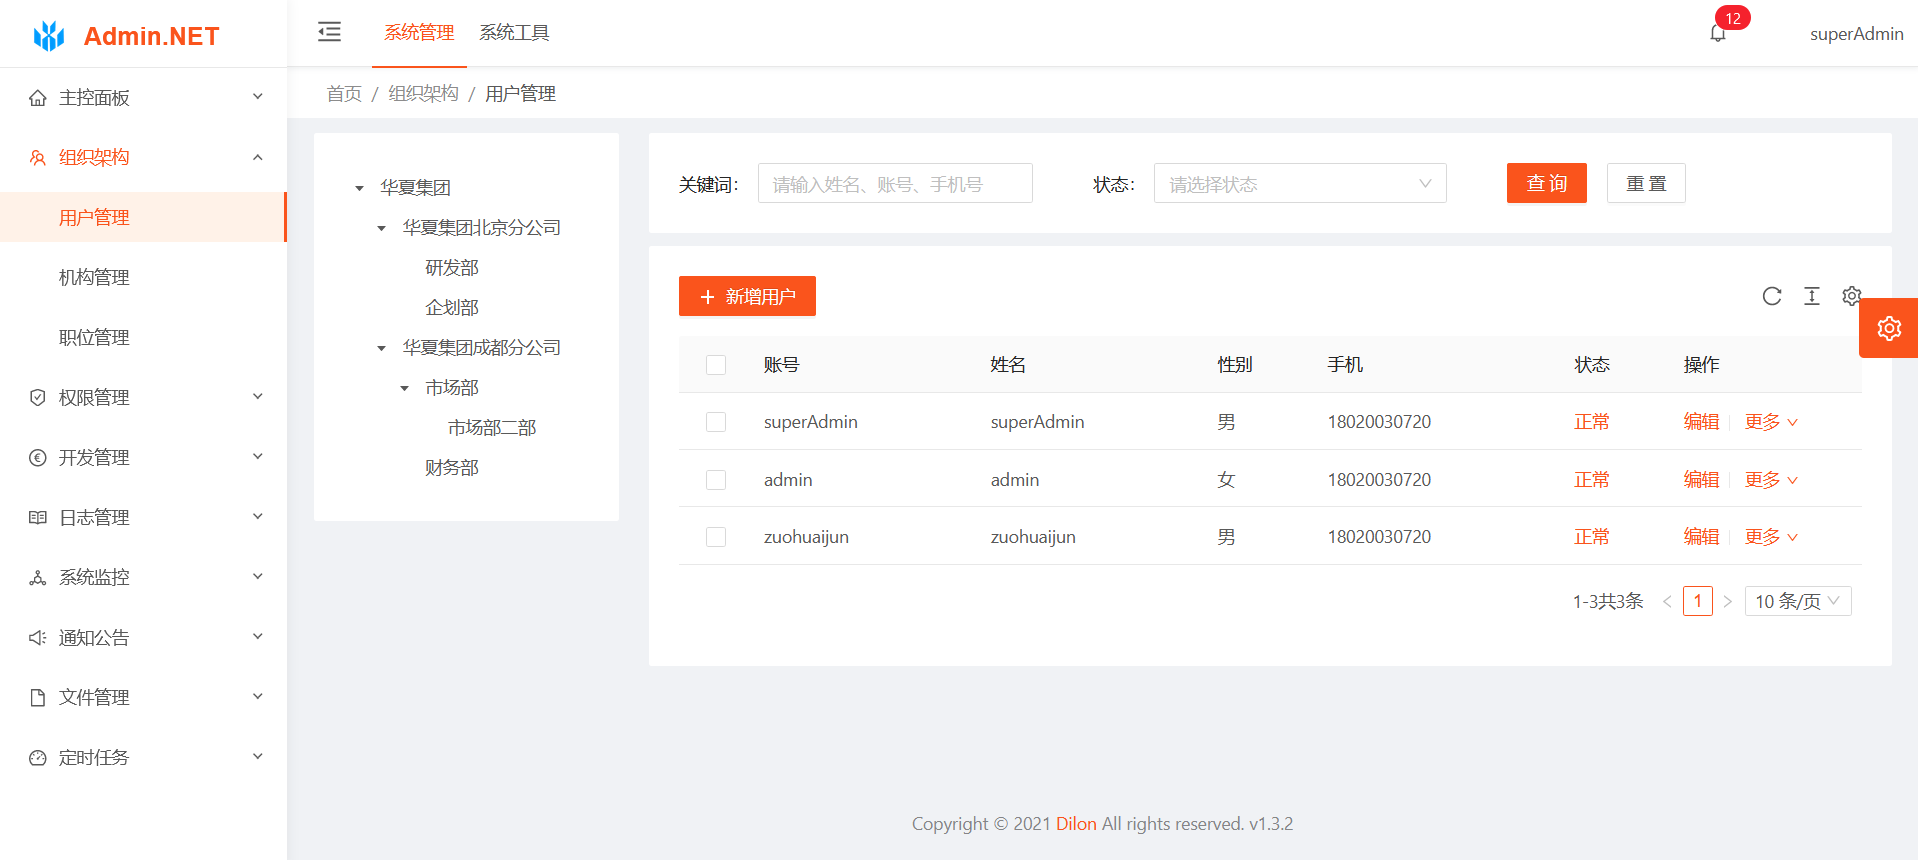 Admin.NET
系统管理 系统工具
12
superAdmin
首页 / 组织架构 / 用户管理
主控面板
组织架构
用户管理
机构管理
职位管理
权限管理
开发管理
日志管理
系统监控
通知公告
文件管理
定时任务
华夏集团
华夏集团北京分公司
研发部
企划部
华夏集团成都分公司
市场部
市场部二部
财务部
关键词: 请输入姓名、账号、手机号 状态: 请选择状态 查 询 重 置
+ 新增用户
账号 姓名 性别 手机 状态 操作
superAdmin superAdmin 男 18020030720 正常 编辑 更多
admin admin 女 18020030720 正常 编辑 更多
zuohuaijun zuohuaijun 男 18020030720 正常 编辑 更多
1-3共3条 < 1 > 10 条/页
Copyright © 2021 Dilon All rights reserved. v1.3.2